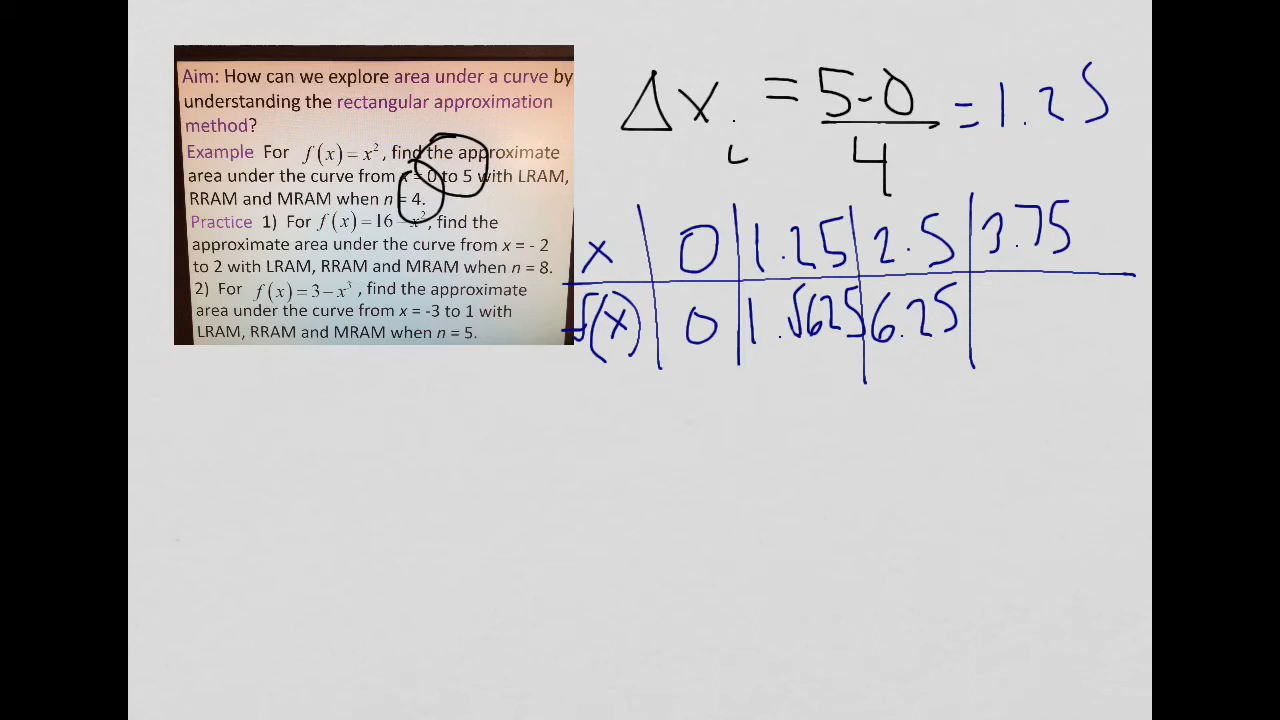 Aim: How can we explore area under a curve by
understanding the rectangular approximation
method?
Example For f(x) = x², find the approximate
area under the curve from x = 0 to 5 with LRAM,
RRAM and MRAM when n = 4.
Practice 1) For f(x) = 16 − x², find the
approximate area under the curve from x = - 2
to 2 with LRAM, RRAM and MRAM when n = 8.
2) For f(x) = 3 − x³, find the approximate
area under the curve from x = -3 to 1 with
LRAM, RRAM and MRAM when n = 5.
Δx = 5-0/4 = 1.25
x 0 1.25 2.5 3.75
f(x) 0 1.5625 6.25